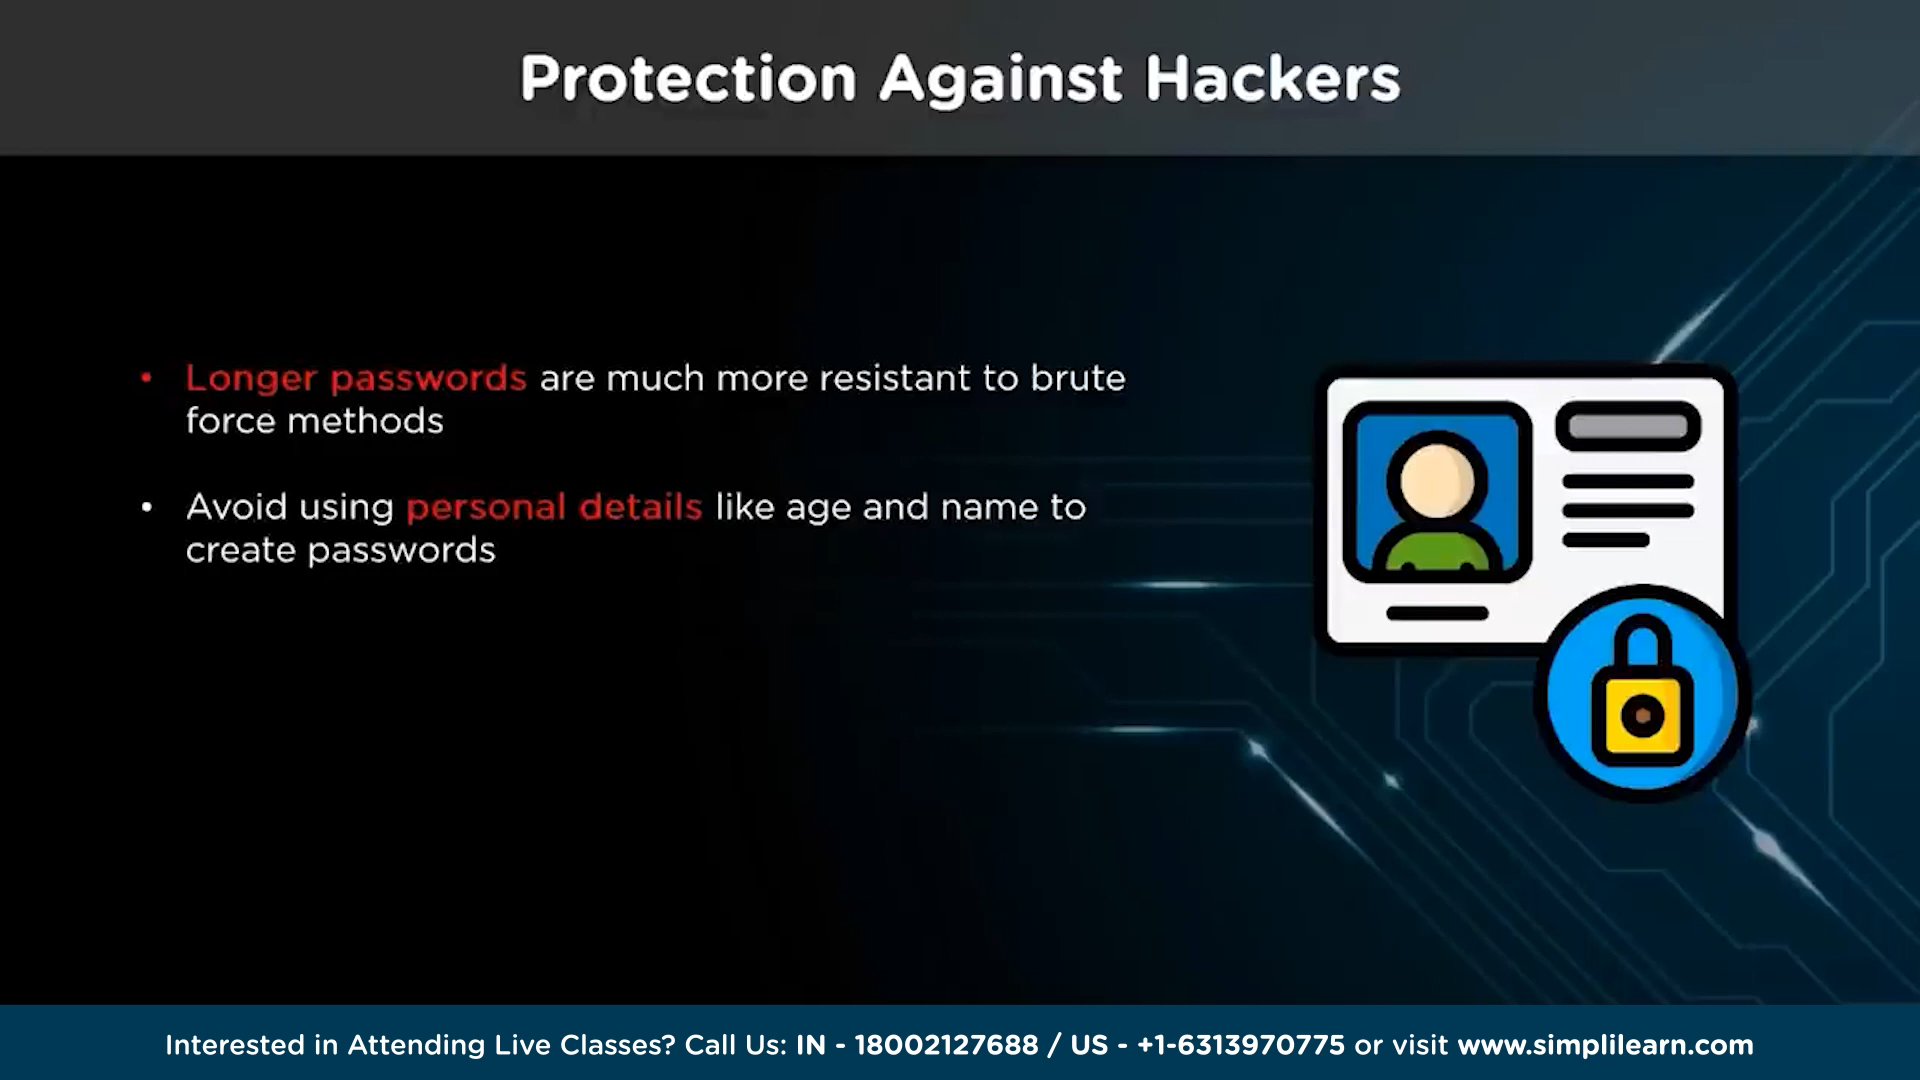 Protection Against Hackers
• Longer passwords are much more resistant to brute
force methods
• Avoid using personal details like age and name to
create passwords
Interested in Attending Live Classes? Call Us: IN - 18002127688 / US - +1-6313970775 or visit www.simplilearn.com